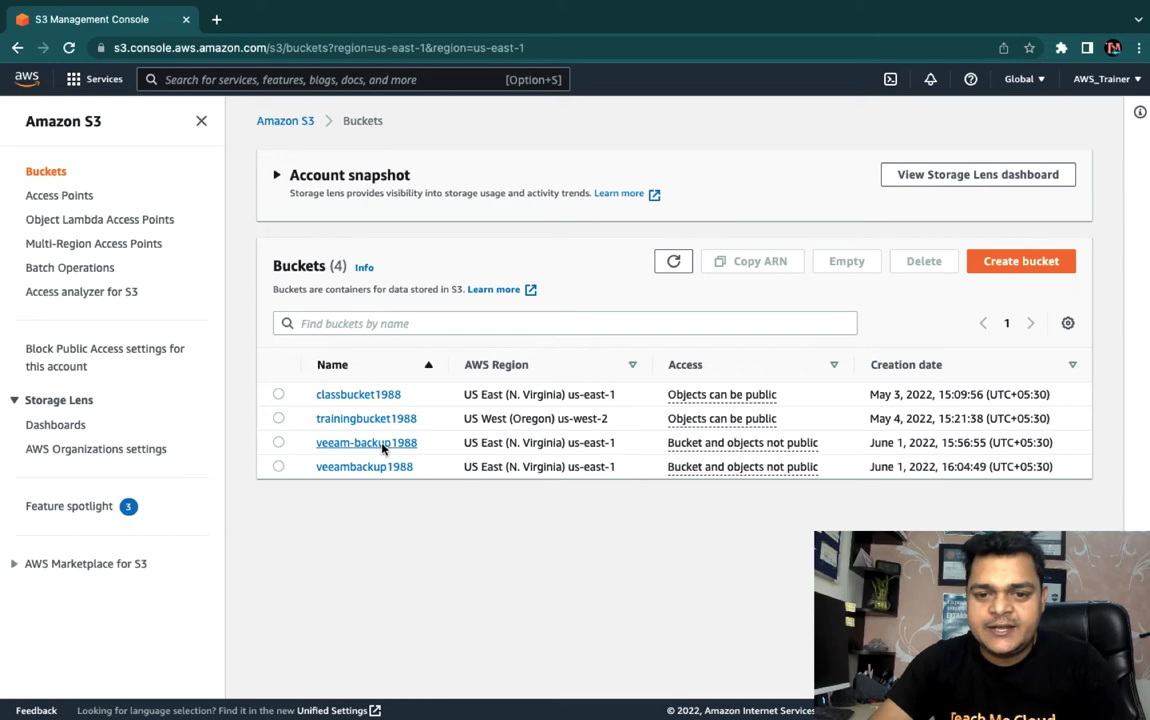 S3 Management Console
s3.console.aws.amazon.com/s3/buckets?region=us-east-1&region=us-east-1
aws
Services
Search for services, features, blogs, docs, and more
[Option+S]
Global
AWS_Trainer
Amazon S3
Buckets
Access Points
Object Lambda Access Points
Multi-Region Access Points
Batch Operations
Access analyzer for S3
Block Public Access settings for
this account
Storage Lens
Dashboards
AWS Organizations settings
Feature spotlight 3
AWS Marketplace for S3
Amazon S3 > Buckets
Account snapshot
Storage lens provides visibility into storage usage and activity trends. Learn more
View Storage Lens dashboard
Buckets (4) Info
Buckets are containers for data stored in S3. Learn more
Copy ARN
Empty
Delete
Create bucket
Find buckets by name
1
Name AWS Region Access Creation date
classbucket1988 US East (N. Virginia) us-east-1 Objects can be public May 3, 2022, 15:09:56 (UTC+05:30)
trainingbucket1988 US West (Oregon) us-west-2 Objects can be public May 4, 2022, 15:21:38 (UTC+05:30)
veeam-backup1988 US East (N. Virginia) us-east-1 Bucket and objects not public June 1, 2022, 15:56:55 (UTC+05:30)
veeambackup1988 US East (N. Virginia) us-east-1 Bucket and objects not public June 1, 2022, 16:04:49 (UTC+05:30)
Teach Me Cloud
Feedback
Looking for language selection? Find it in the new Unified Settings
© 2022, Amazon Internet Services